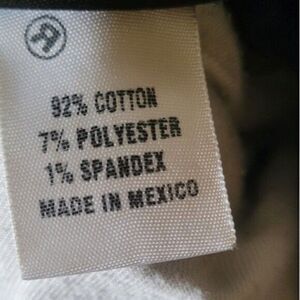 92% COTTON
7% POLYESTER
1% SPANDEX
MADE IN MEXICO